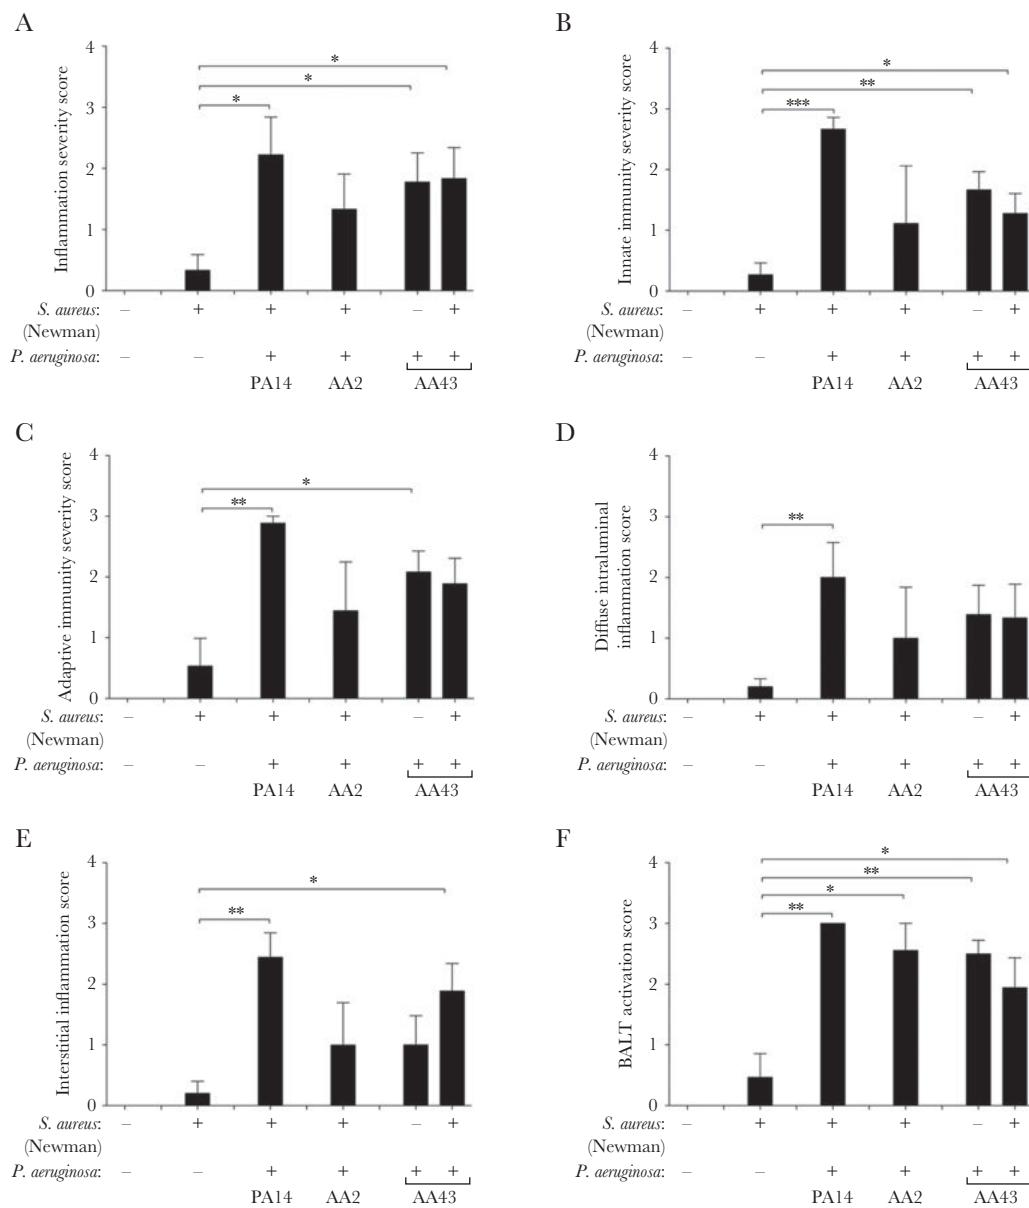 A
Inflammation severity score
4
3
2
1
0
*
*
*
S. aureus: – + + + – +
(Newman)
P. aeruginosa: – – + + + +
PA14 AA2 AA43
B
Innate immunity severity score
4
3
2
1
0
*
**
***
S. aureus: – + + + – +
(Newman)
P. aeruginosa: – – + + + +
PA14 AA2 AA43
C
Adaptive immunity severity score
4
3
2
1
0
*
**
S. aureus: – + + + – +
(Newman)
P. aeruginosa: – – + + + +
PA14 AA2 AA43
D
Diffuse intraluminal
inflammation score
4
3
2
1
0
**
S. aureus: – + + + – +
(Newman)
P. aeruginosa: – – + + + +
PA14 AA2 AA43
E
Interstitial inflammation score
4
3
2
1
0
*
**
S. aureus: – + + + – +
(Newman)
P. aeruginosa: – – + + + +
PA14 AA2 AA43
F
BALT activation score
4
3
2
1
0
*
**
*
**
S. aureus: – + + + – +
(Newman)
P. aeruginosa: – – + + + +
PA14 AA2 AA43